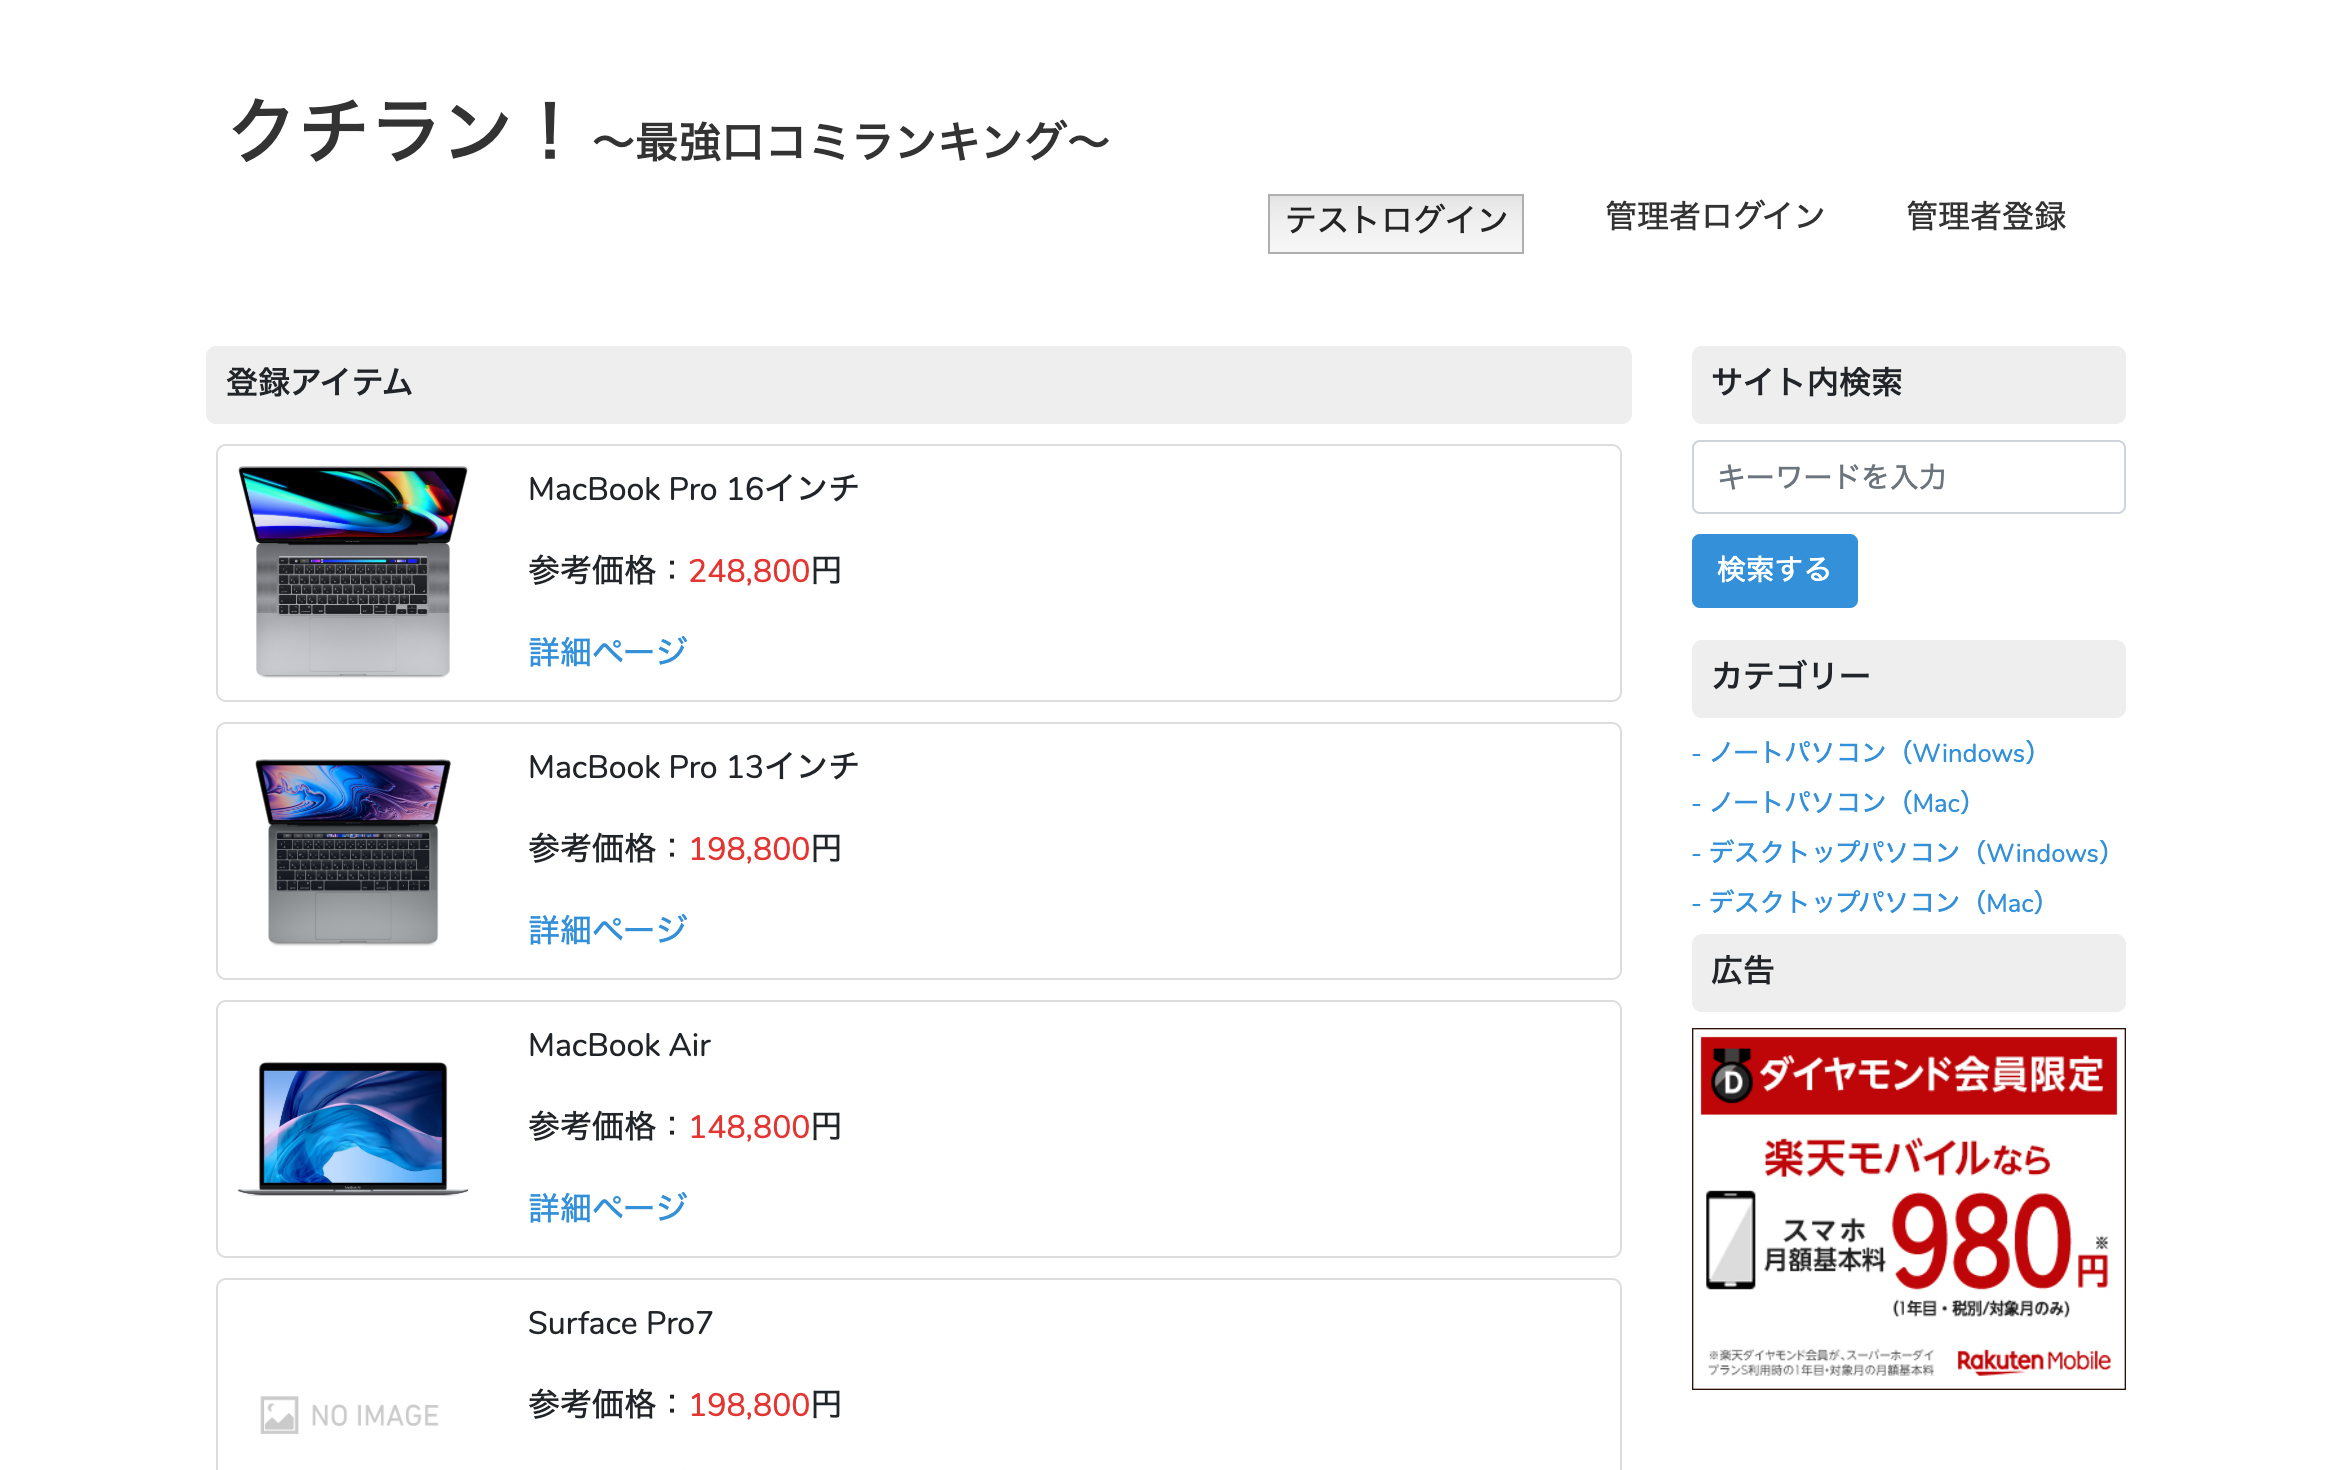 クチラン！ ～最強口コミランキング～
テストログイン 管理者ログイン 管理者登録
登録アイテム
MacBook Pro 16インチ
参考価格：248,800円
詳細ページ
MacBook Pro 13インチ
参考価格：198,800円
詳細ページ
MacBook Air
参考価格：148,800円
詳細ページ
NO IMAGE
Surface Pro7
参考価格：198,800円
サイト内検索
キーワードを入力
検索する
カテゴリー
- ノートパソコン（Windows）
- ノートパソコン（Mac）
- デスクトップパソコン（Windows）
- デスクトップパソコン（Mac）
広告
D ダイヤモンド会員限定
楽天モバイルなら
スマホ
月額基本料
980円※
(1年目・税別/対象月のみ)
※楽天ダイヤモンド会員が、スーパーホーダイ
プランS利用時の1年目・対象月の月額基本料
Rakuten Mobile